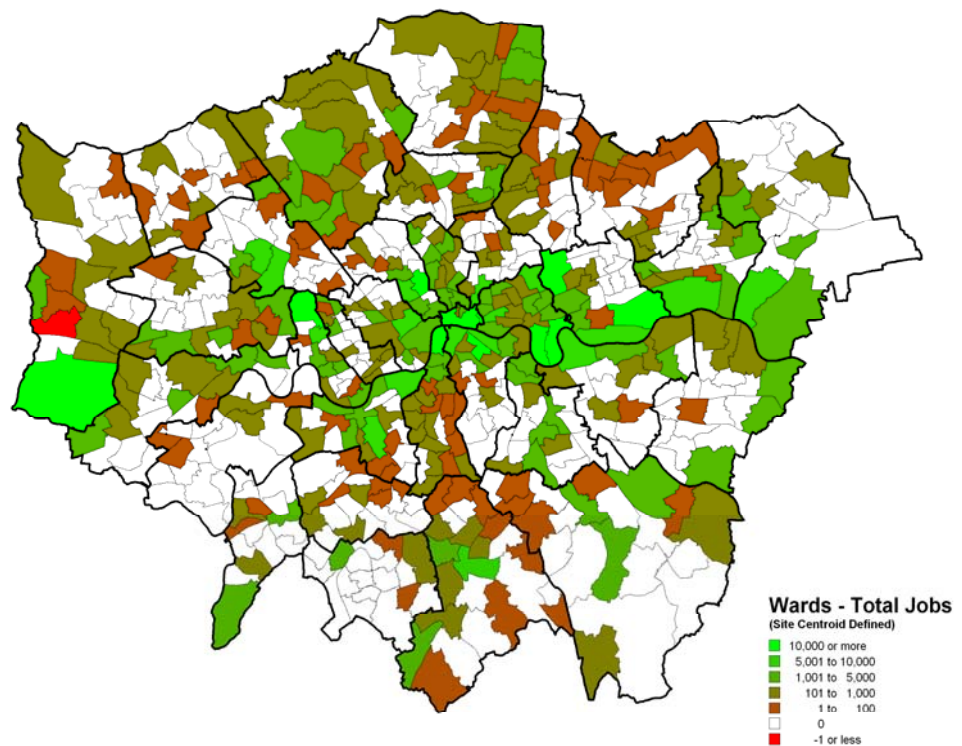 Wards - Total Jobs
(Site Centroid Defined)
10,000 or more
5,001 to 10,000
1,001 to 5,000
101 to 1,000
1 to 100
0
-1 or less